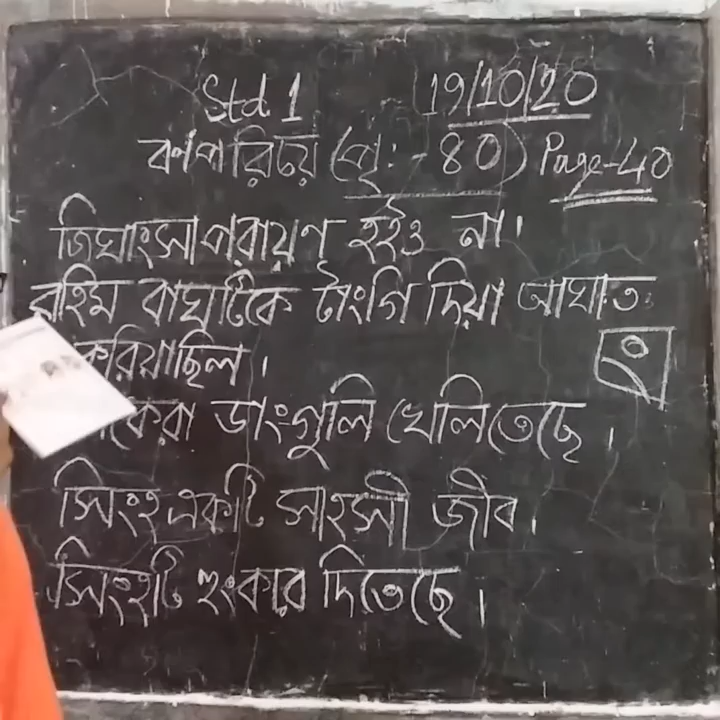 Std 1 19/10/20
বর্ণপরিচয় (পৃঃ - ৪০) Page-40
জিঘাংসাপরায়ণ হইও না।
রহিম বাঘটিকে টাংগি দিয়া আঘাত
করিয়াছিল।
ং
কেরা ডাংগুলি খেলিতেছে।
সিংহ একটি সাহসী জীব।
সিংহটি হুংকার দিতেছে।